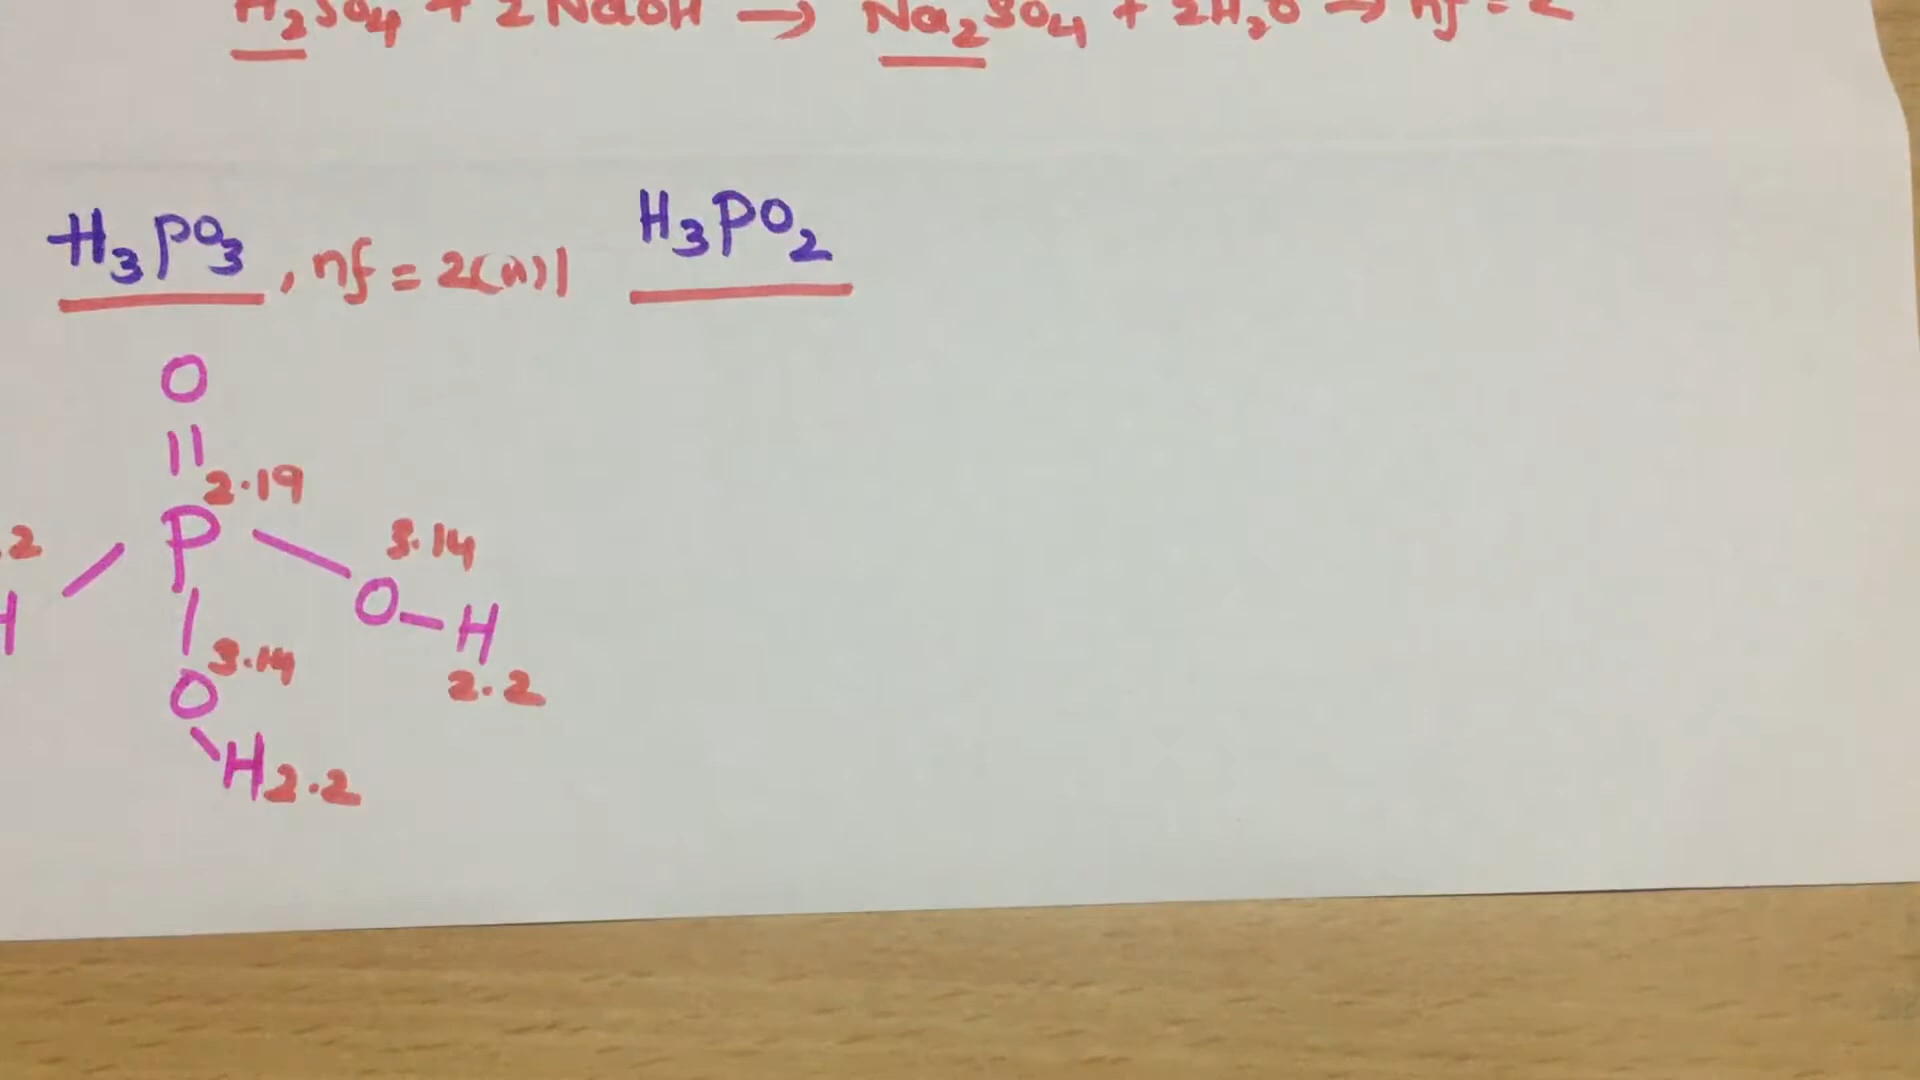 H₂SO₄ + 2NaOH → Na₂SO₄ + 2H₂O → nf = 2
H₃PO₃, nf = 2(n)1 H₃PO₂
O
||
2.19
P
3.14
.2
O-H
H
2.2
3.14
O
H 2.2